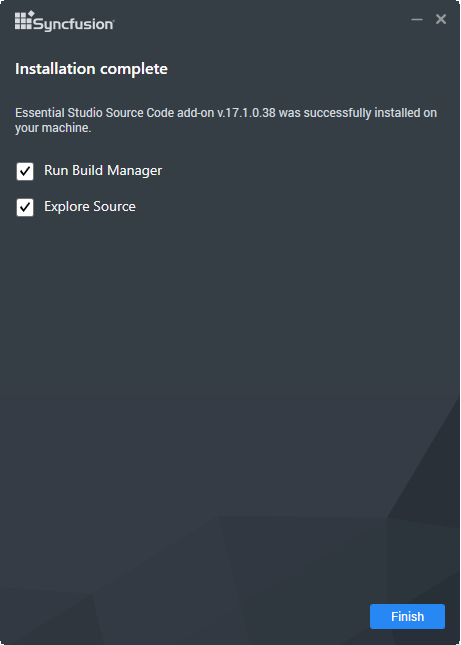 Syncfusion
Installation complete
Essential Studio Source Code add-on v.17.1.0.38 was successfully installed on
your machine.
Run Build Manager
Explore Source
Finish